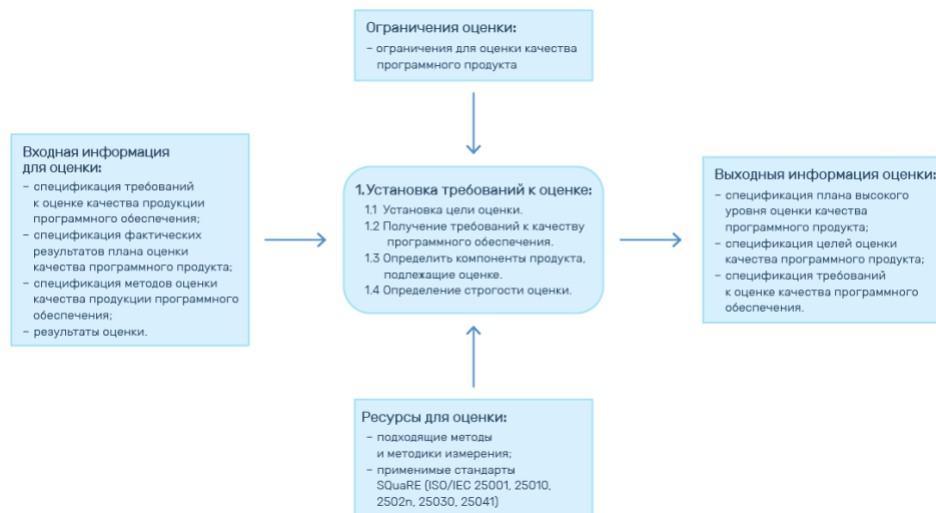 Ограничения оценки:
– ограничения для оценки качества
программного продукта
Входная информация
для оценки:
– спецификация требований
к оценке качества продукции
программного обеспечения;
– спецификация фактических
результатов плана оценки
качества программного продукта;
– спецификация методов оценки
качества продукции программного
обеспечения;
– результаты оценки.
1. Установка требований к оценке:
1.1 Установка цели оценки.
1.2 Получение требований к качеству
программного обеспечения.
1.3 Определить компоненты продукта,
подлежащие оценке.
1.4 Определение строгости оценки.
Выходныя информация оценки:
– спецификация плана высокого
уровня оценки качества
программного продукта;
– спецификация целей оценки
качества программного продукта;
– спецификация требований
к оценке качества программного
обеспечения.
Ресурсы для оценки:
– подходящие методы
и методики измерения;
– применимые стандарты
SQuaRE (ISO/IEC 25001, 25010,
2502n, 25030, 25041)